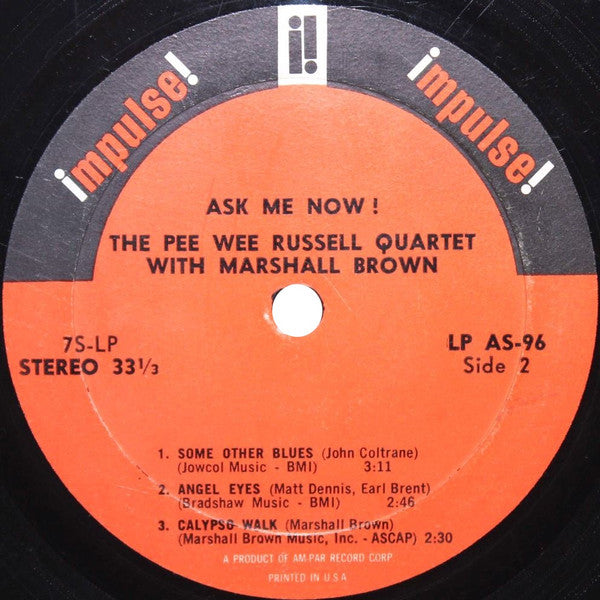 impulse!
i!
impulse!
ASK ME NOW!
THE PEE WEE RUSSELL QUARTET
WITH MARSHALL BROWN
7S-LP
STEREO 33 1/3
LP AS-96
Side 2
1. SOME OTHER BLUES (John Coltrane)
(Jowcol Music - BMI) 3:11
2. ANGEL EYES (Matt Dennis, Earl Brent)
(Bradshaw Music - BMI) 2:46
3. CALYPSO WALK (Marshall Brown)
(Marshall Brown Music, Inc. - ASCAP) 2:30
A PRODUCT OF AM-PAR RECORD CORP.
PRINTED IN U S A